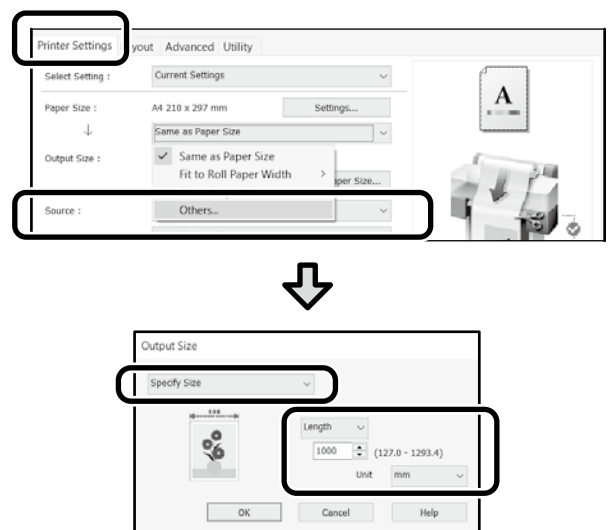 Printer Settings yout Advanced Utility
Select Setting : Current Settings
Paper Size : A4 210 x 297 mm Settings...
Same as Paper Size
Output Size : Same as Paper Size
Fit to Roll Paper Width
Size...
Source : Others...
A
Output Size
Specify Size
Length
1000 (127.0 - 1293.4)
Unit mm
OK Cancel Help